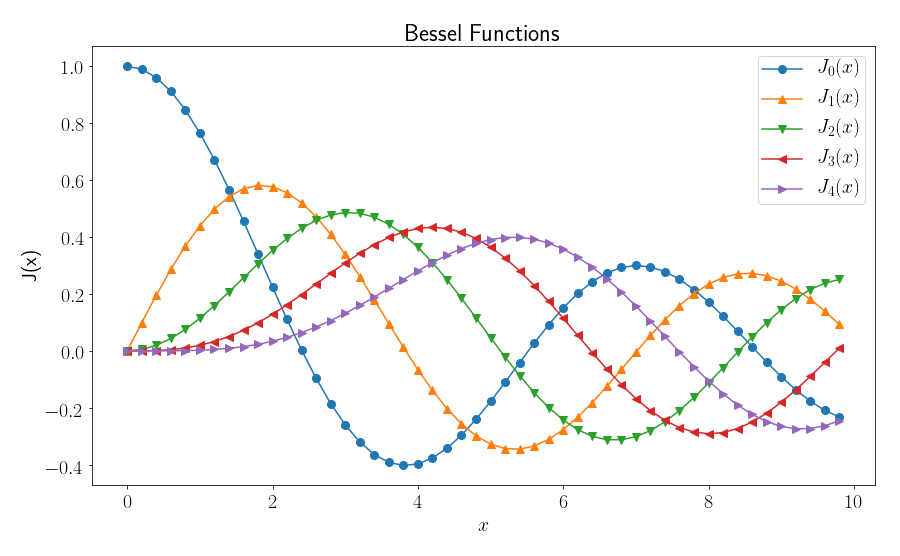 Bessel Functions
J(x)
1.0
0.8
0.6
0.4
0.2
0.0
−0.2
−0.4
J₀(x)
J₁(x)
J₂(x)
J₃(x)
J₄(x)
0 2 4 6 8 10
x